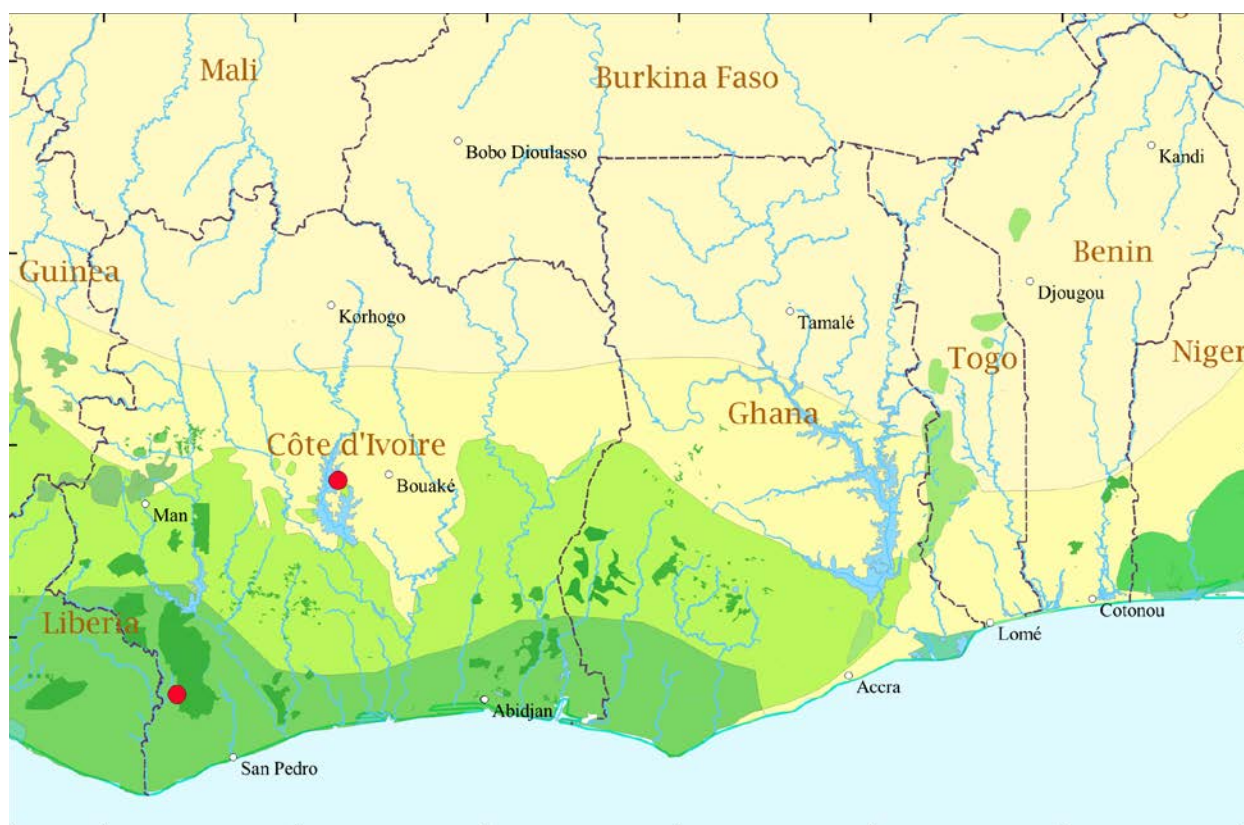 Mali
Burkina Faso
Bobo Dioulasso
Kandi
Guinea
Benin
Djougou
Korhogo
Tamalé
Togo
Niger
Ghana
Côte d'Ivoire
Bouaké
Man
Liberia
Cotonou
Lomé
Accra
Abidjan
San Pedro